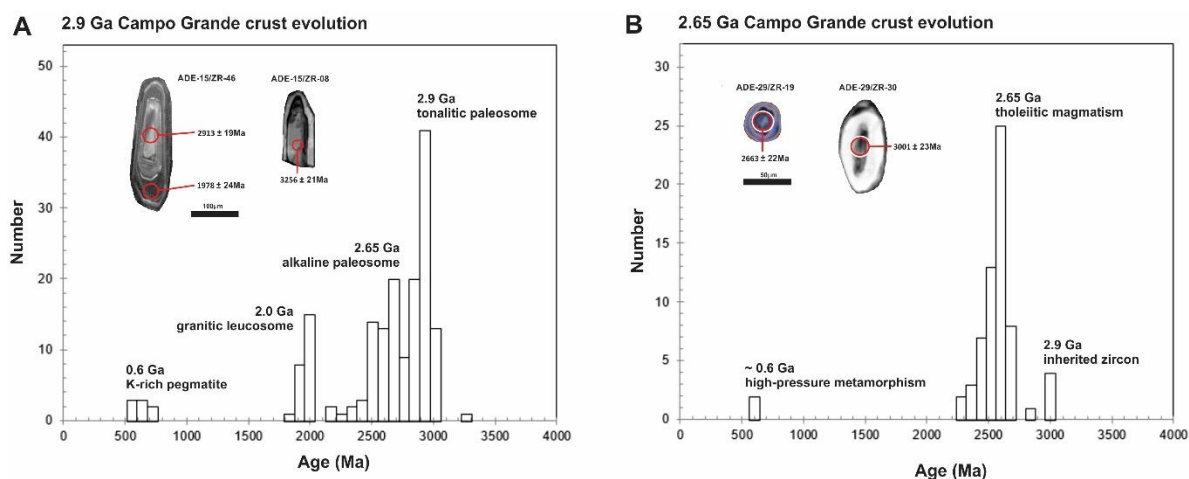 A
2.9 Ga Campo Grande crust evolution
50
40
30
20
10
0
Number
ADE-15/ZR-46
ADE-15/ZR-08
2913 ± 19Ma
1978 ± 24Ma
100µm
3256 ± 21Ma
2.9 Ga
tonalitic paleosome
2.65 Ga
alkaline paleosome
2.0 Ga
granitic leucosome
0.6 Ga
K-rich pegmatite
0
500
1000
1500
2000
2500
3000
3500
4000
Age (Ma)
B
2.65 Ga Campo Grande crust evolution
30
25
20
15
10
5
0
Number
ADE-29/ZR-19
ADE-29/ZR-30
2663 ± 22Ma
50µm
3001 ± 23Ma
2.65 Ga
tholeiitic magmatism
2.9 Ga
inherited zircon
~ 0.6 Ga
high-pressure metamorphism
0
500
1000
1500
2000
2500
3000
3500
4000
Age (Ma)